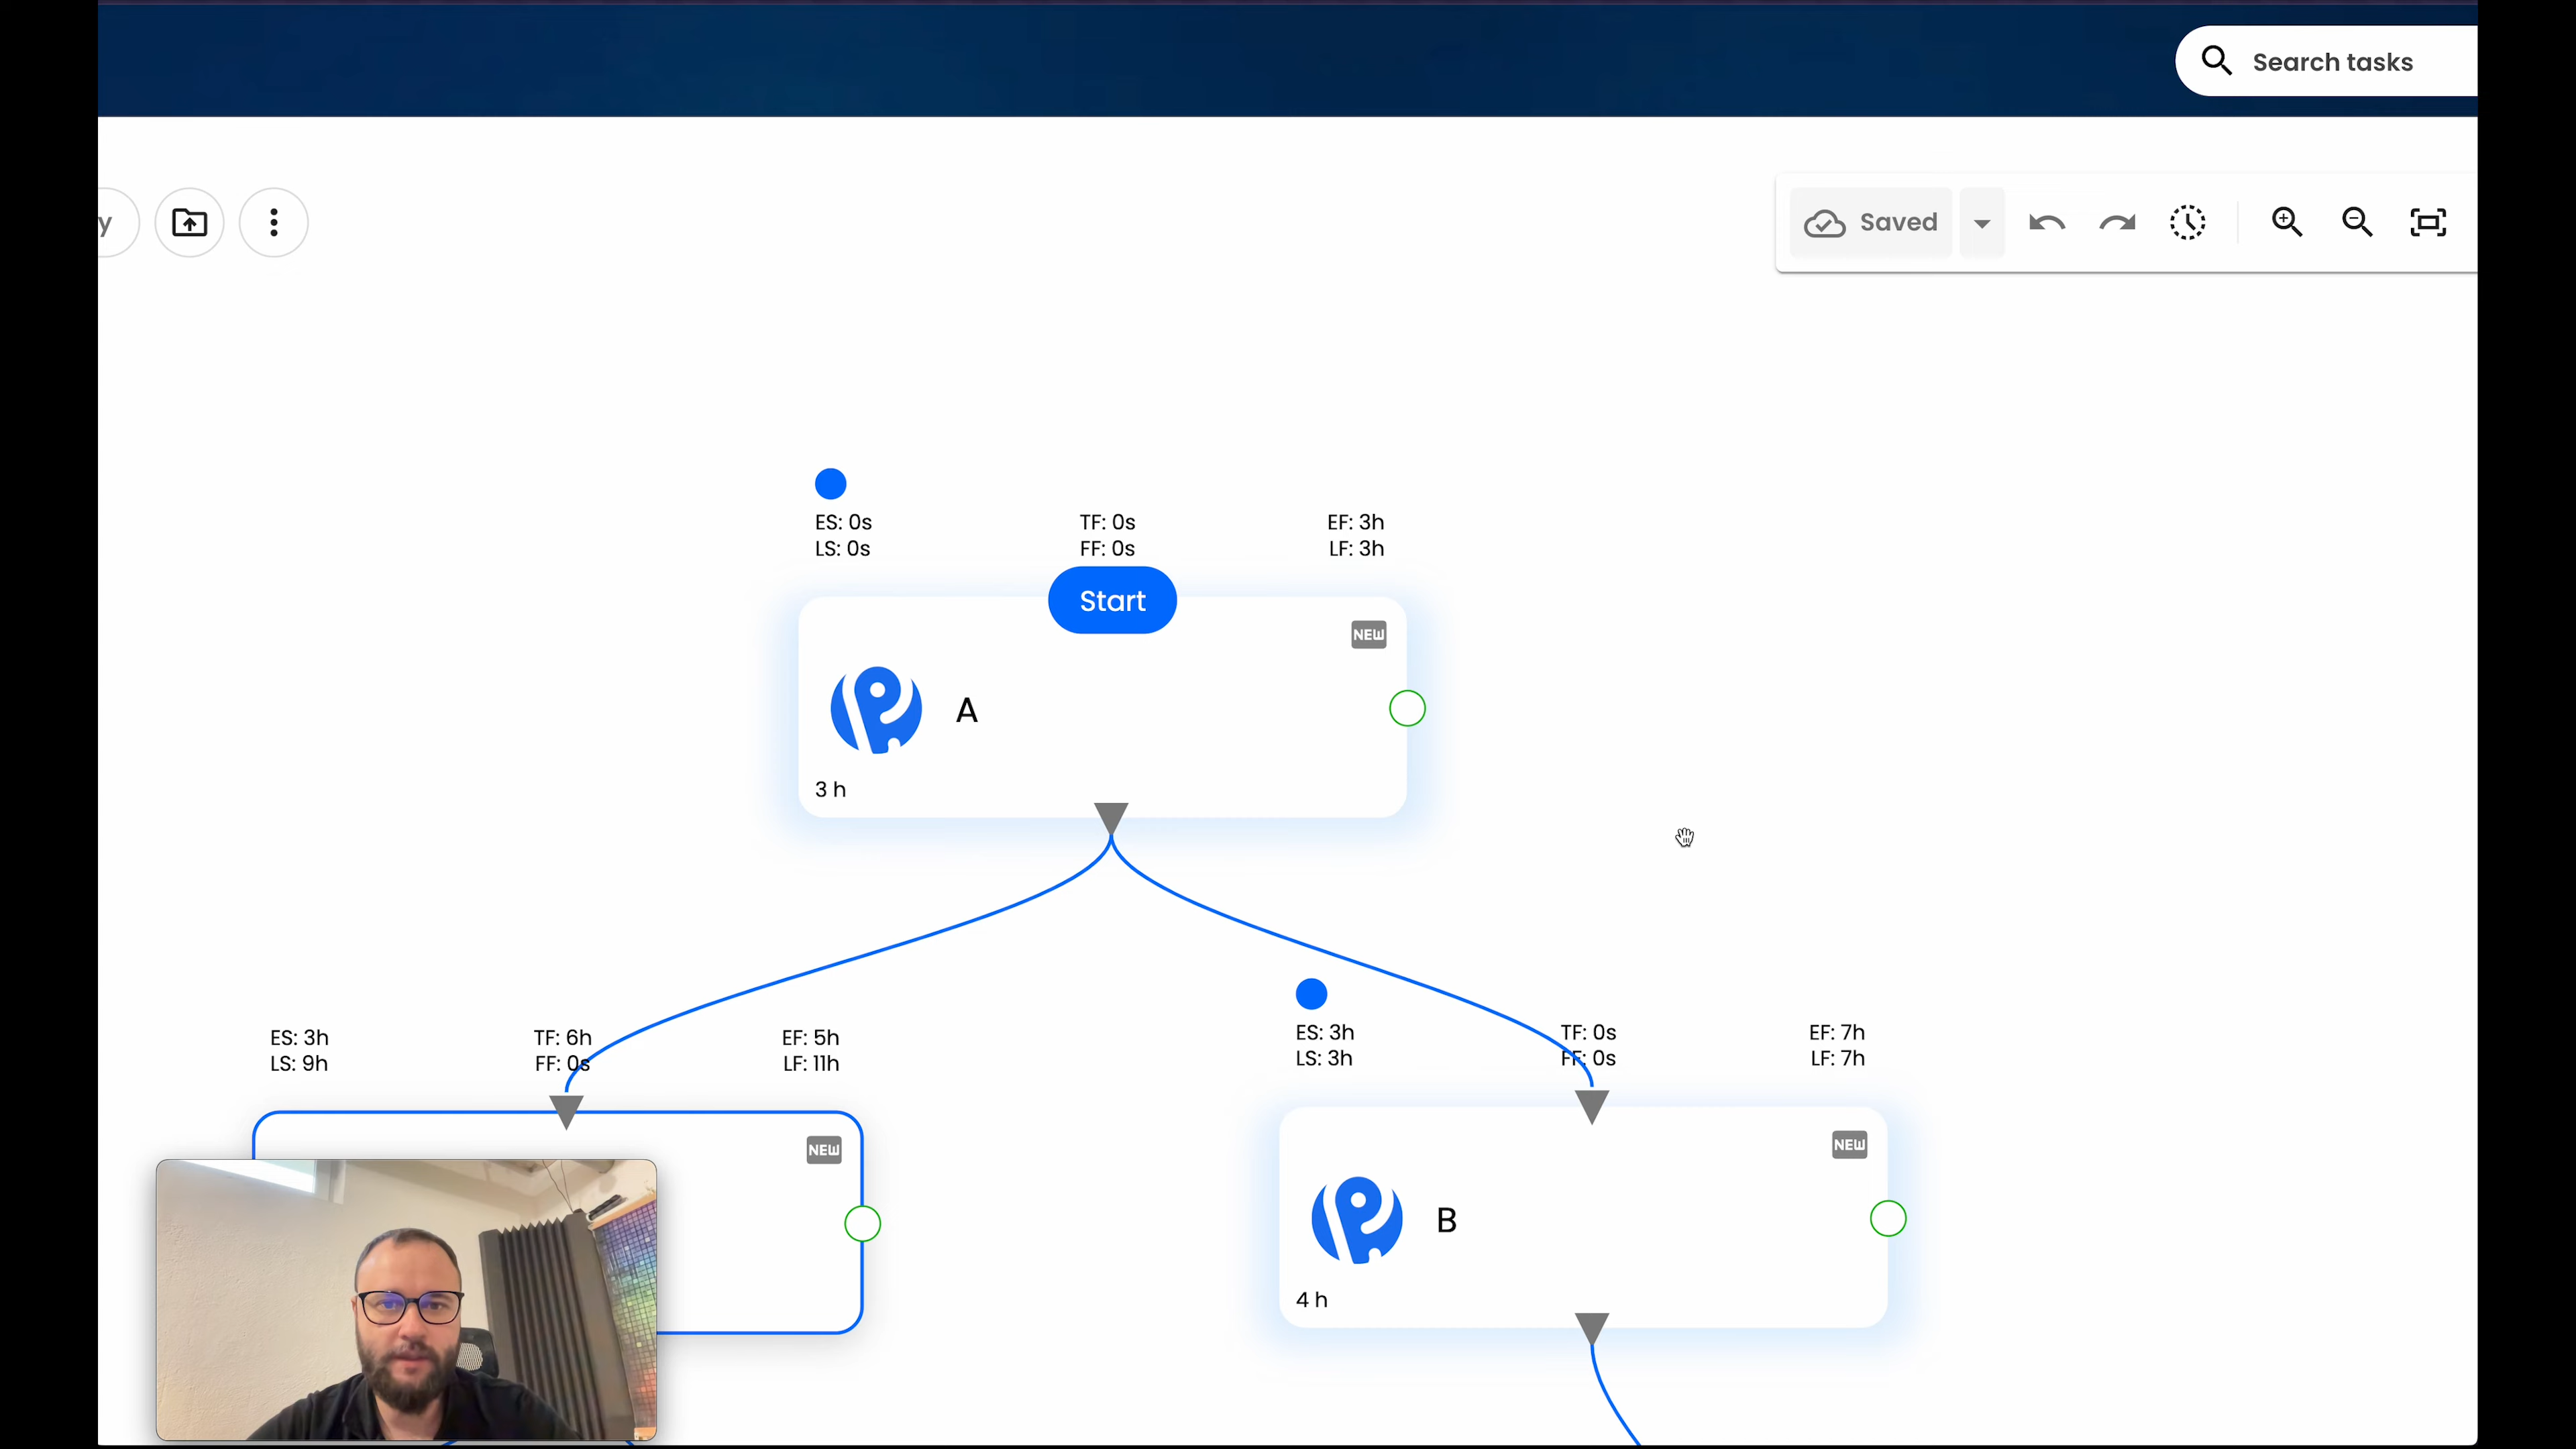 Search tasks
y
Saved
ES: 0s TF: 0s EF: 3h
LS: 0s FF: 0s LF: 3h
Start
NEW
A
3 h
ES: 3h TF: 6h EF: 5h
LS: 9h FF: 0s LF: 11h
NEW
ES: 3h TF: 0s EF: 7h
LS: 3h FF: 0s LF: 7h
NEW
B
4 h